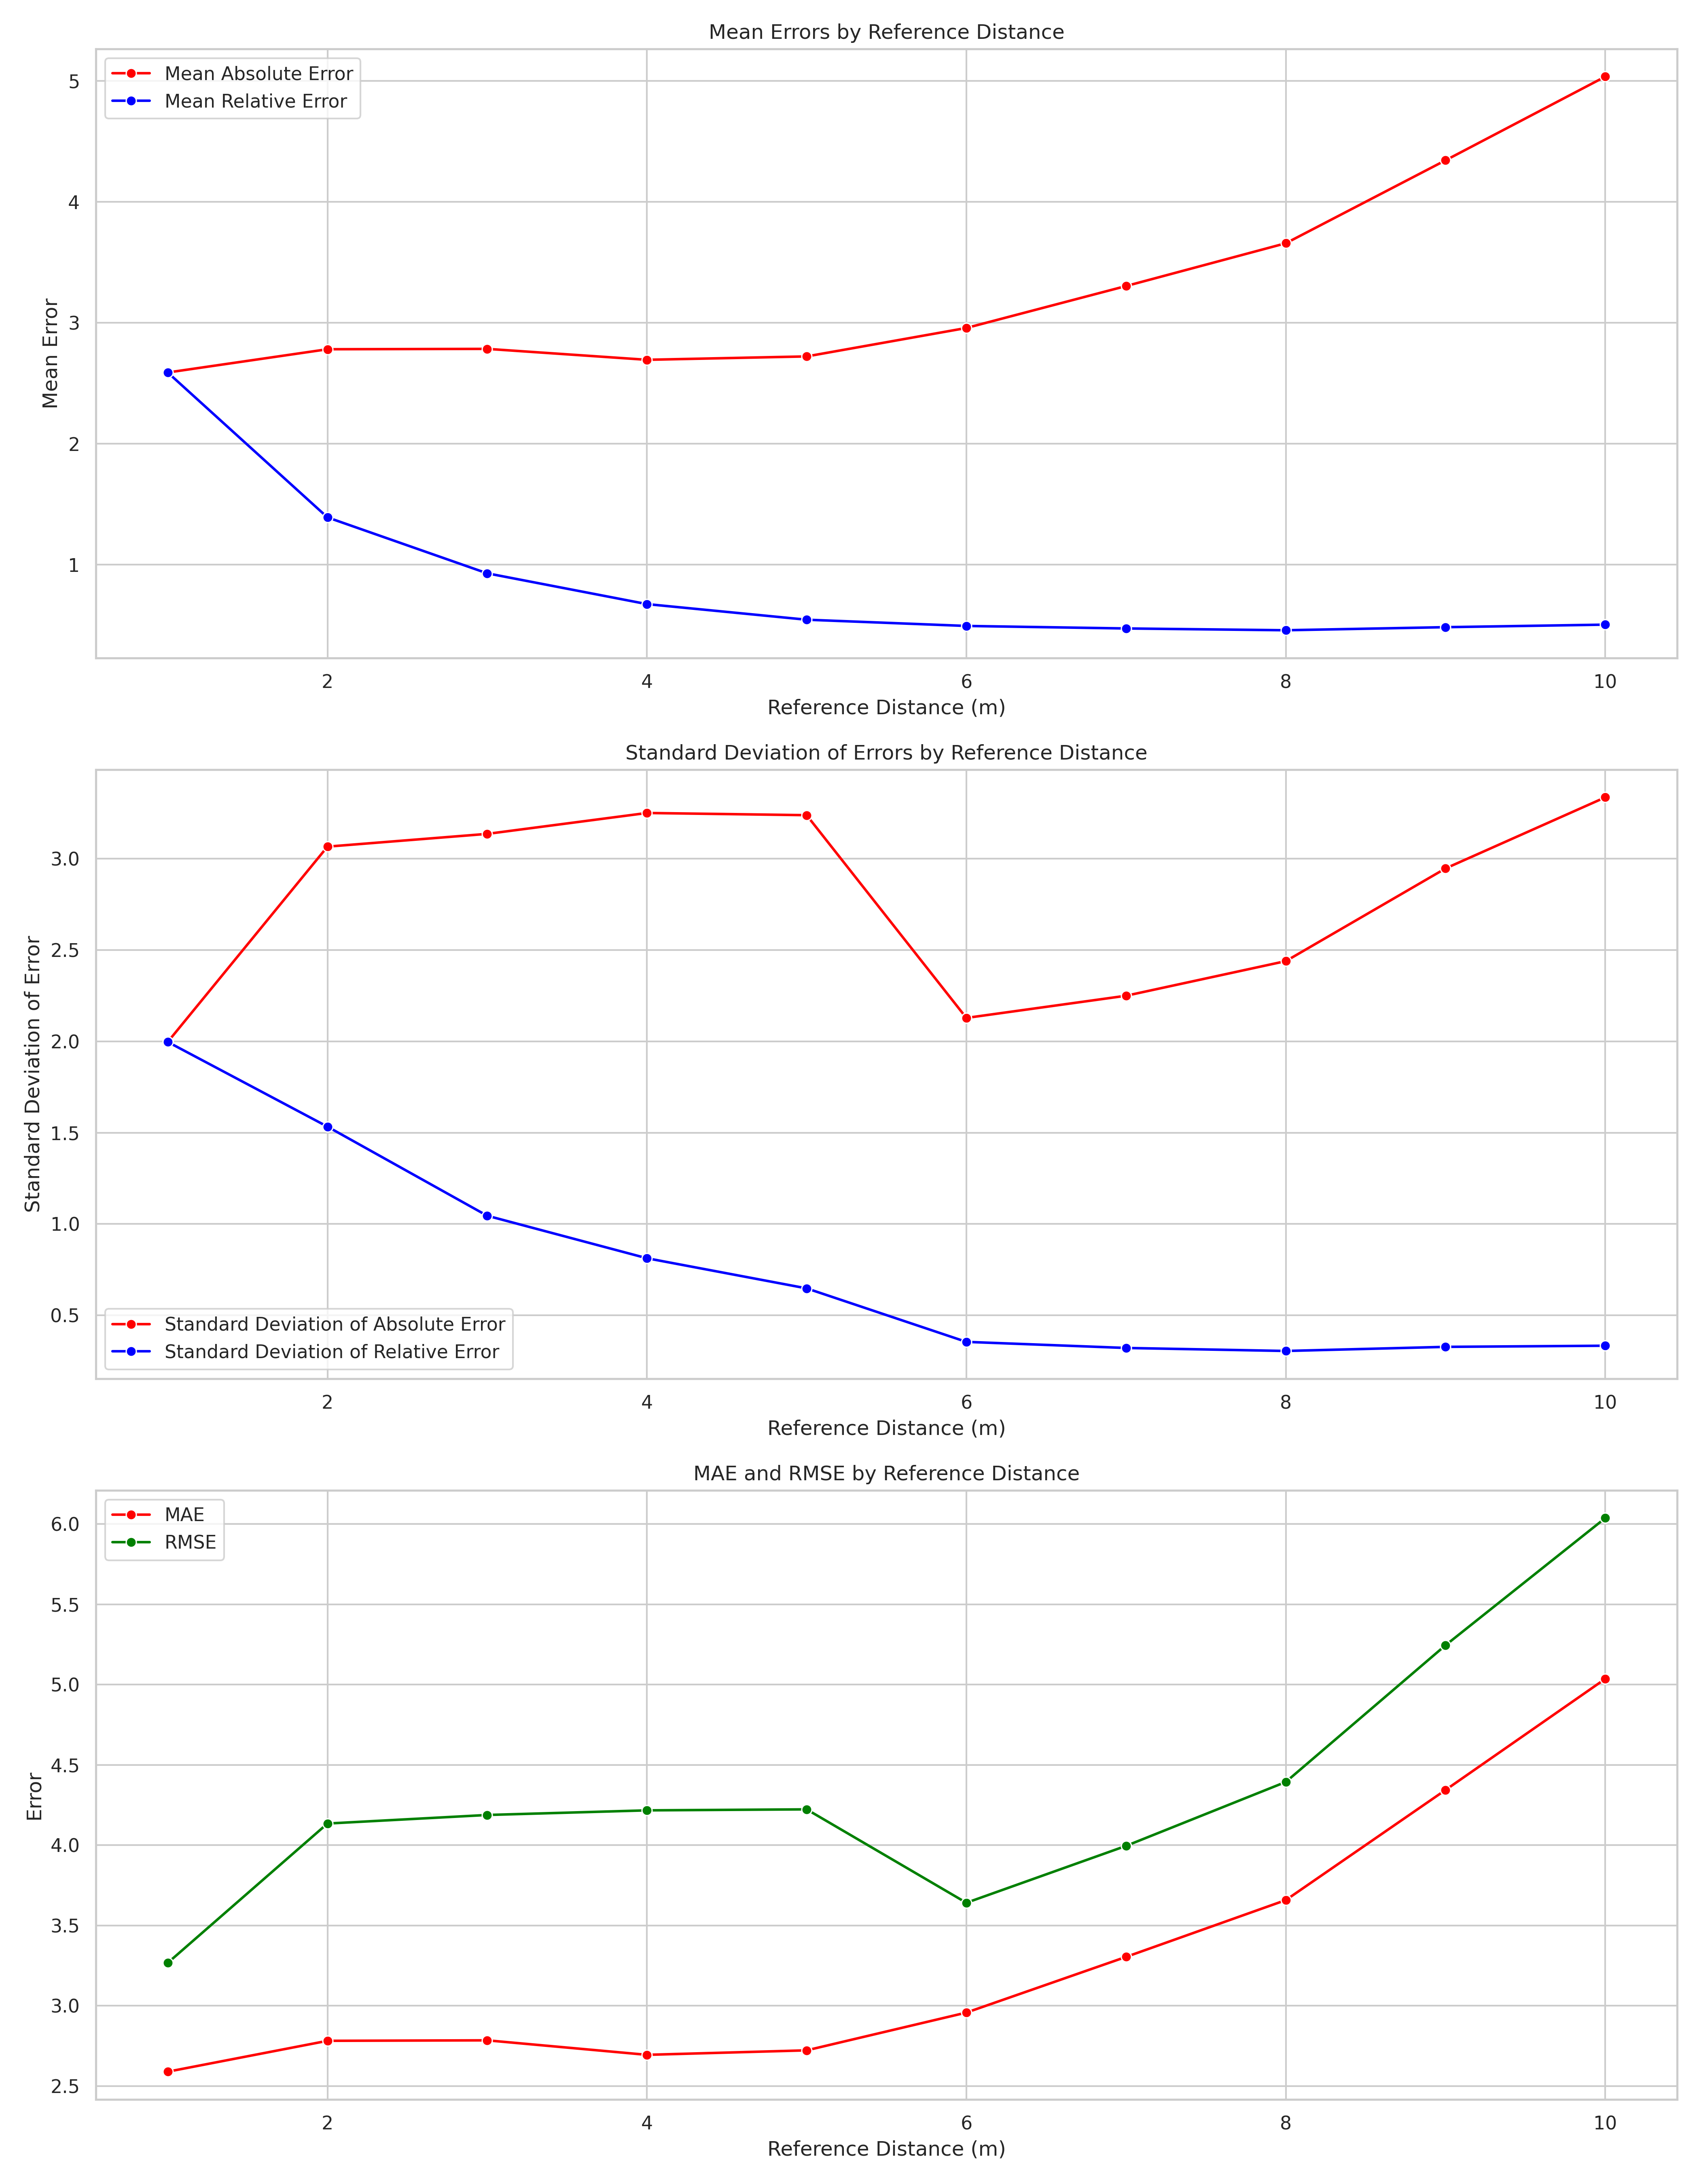 Mean Errors by Reference Distance
Mean Absolute Error
Mean Relative Error
5
4
3
2
1
Mean Error
2 4 6 8 10
Reference Distance (m)
Standard Deviation of Errors by Reference Distance
3.0
2.5
2.0
1.5
1.0
0.5
Standard Deviation of Error
Standard Deviation of Absolute Error
Standard Deviation of Relative Error
2 4 6 8 10
Reference Distance (m)
MAE and RMSE by Reference Distance
MAE
RMSE
6.0
5.5
5.0
4.5
4.0
3.5
3.0
2.5
Error
2 4 6 8 10
Reference Distance (m)